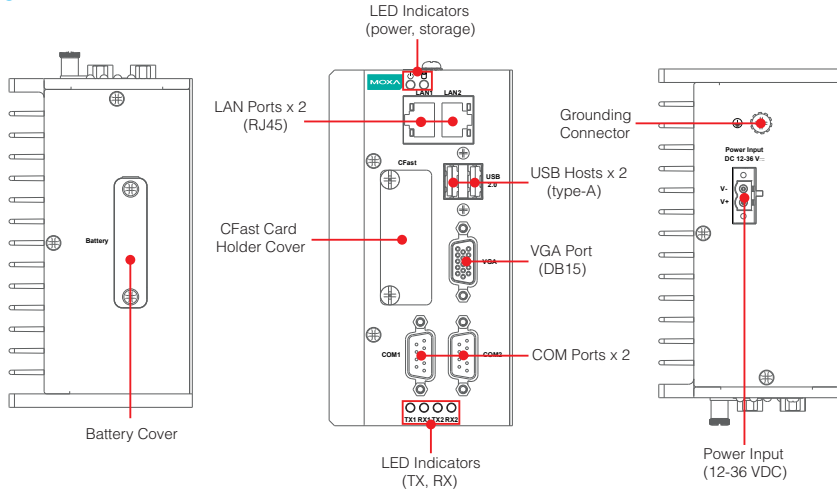 LED Indicators
(power, storage)
MOXA
LAN1 LAN2
LAN Ports x 2
(RJ45)
Grounding
Connector
Power Input
DC 12-36 V
CFast
USB
2.0
USB Hosts x 2
(type-A)
V-
V+
CFast Card
Holder Cover
Battery
VGA
VGA Port
(DB15)
COM1
COM2
COM Ports x 2
TX1 RX1 TX2 RX2
Battery Cover
LED Indicators
(TX, RX)
Power Input
(12-36 VDC)